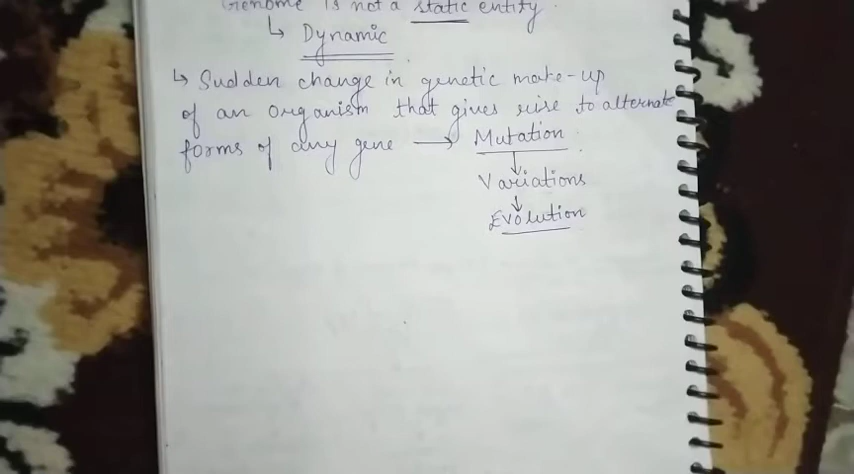 Genome is not a static entity.
↳ Dynamic.
↳ Sudden change in genetic make-up
of an organism that gives rise to alternate
forms of any gene → Mutation.
↓
Variations
↓
Evolution